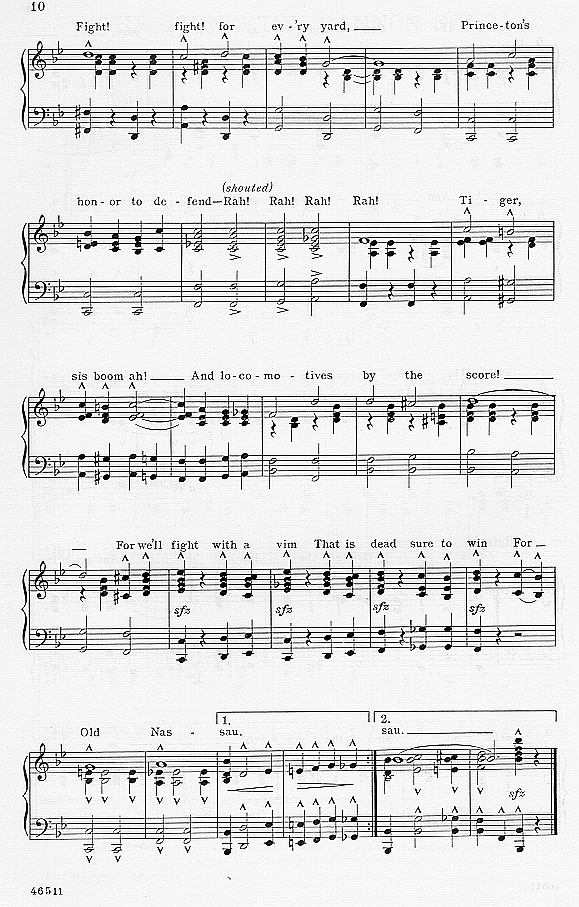 10
Fight! fight! for ev-'ry yard, Prince-ton's
(shouted)
hon-or to de-fend—Rah! Rah! Rah! Rah! Ti-ger,
sis boom ah! And lo-co-mo-tives by the score!
For we'll fight with a vim That is dead sure to win For
sfz sfz sfz sfz
1. 2.
Old Nas-sau. sau.
sfz
46511